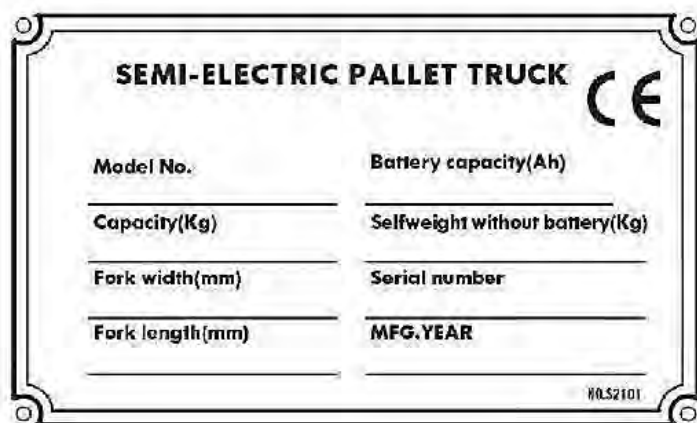 SEMI-ELECTRIC PALLET TRUCK
CE
Model No.
Battery capacity(Ah)
Capacity(Kg)
Selfweight without battery(Kg)
Fork width(mm)
Serial number
Fork length(mm)
MFG.YEAR